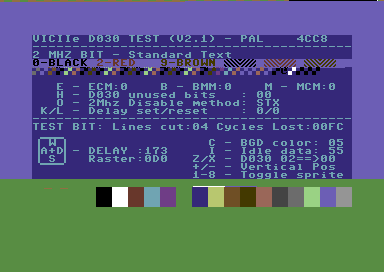 VICIIe D030 TEST (V2.1) - PAL 4CC8
2 MHZ BIT - Standard Text
0-BLACK 2-RED 9-BROWN
E - ECM:0 B - BMM:0 M - MCM:0
H - D030 unused bits : 00
O - 2Mhz Disable method: STX
K/L - Delay set/reset : 0/0
TEST BIT: Lines cut:04 Cycles Lost:00FC
W C - BGD color: 05
A+D - DELAY :173 I - Idle data: 55
S Raster:0D0 Z/X - D030 02==>00
+/- - Vertical Pos
1-8 - Toggle sprite